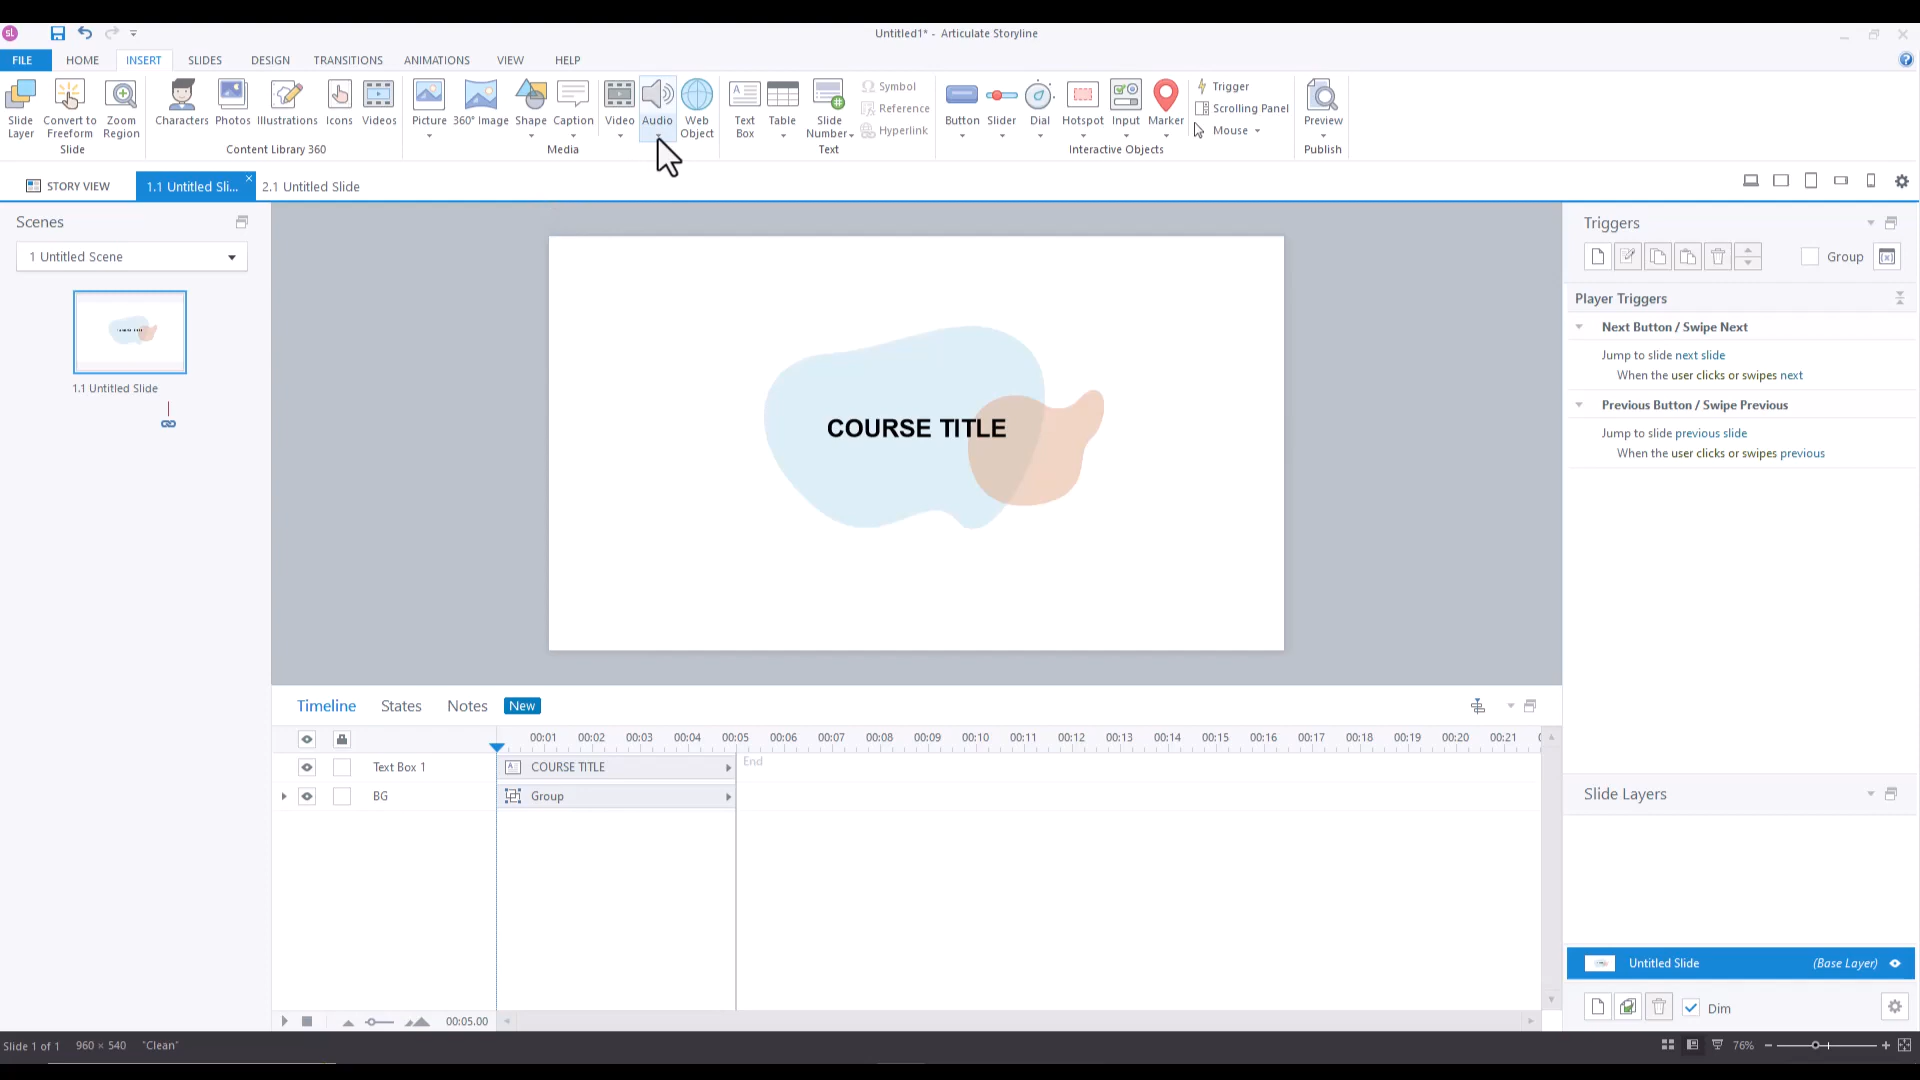 sl
Untitled1* - Articulate Storyline
FILE HOME INSERT SLIDES DESIGN TRANSITIONS ANIMATIONS VIEW HELP
Slide Layer
Convert to Freeform
Zoom Region
Slide
Characters Photos Illustrations Icons Videos
Content Library 360
Picture 360° Image Shape Caption Video Audio Web Object
Media
Text Box
Table
Slide Number
Symbol
Reference
Hyperlink
Text
Button Slider Dial Hotspot Input Marker
Trigger
Scrolling Panel
Mouse
Interactive Objects
Preview
Publish
STORY VIEW 1.1 Untitled Sli... 2.1 Untitled Slide
Scenes
1 Untitled Scene
COURSE TITLE
1.1 Untitled Slide
COURSE TITLE
Triggers
Group
Player Triggers
Next Button / Swipe Next
Jump to slide next slide
When the user clicks or swipes next
Previous Button / Swipe Previous
Jump to slide previous slide
When the user clicks or swipes previous
Timeline States Notes New
00:01 00:02 00:03 00:04 00:05 00:06 00:07 00:08 00:09 00:10 00:11 00:12 00:13 00:14 00:15 00:16 00:17 00:18 00:19 00:20 00:21
Text Box 1 COURSE TITLE End
BG Group
00:05.00
Slide Layers
Untitled Slide (Base Layer)
Dim
Slide 1 of 1 960 × 540 "Clean" 76%